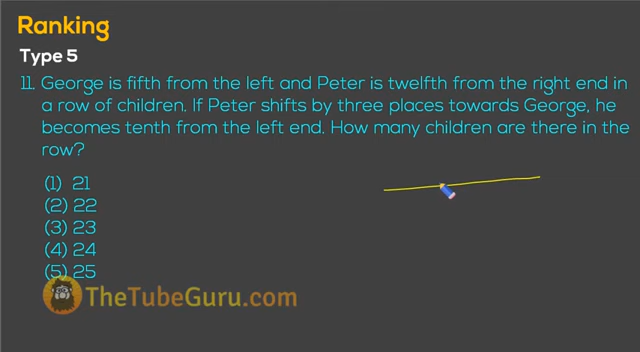 Ranking
Type 5
11. George is fifth from the left and Peter is twelfth from the right end in
a row of children. If Peter shifts by three places towards George, he
becomes tenth from the left end. How many children are there in the
row?
(1) 21
(2) 22
(3) 23
(4) 24
(5) 25
TheTubeGuru.com